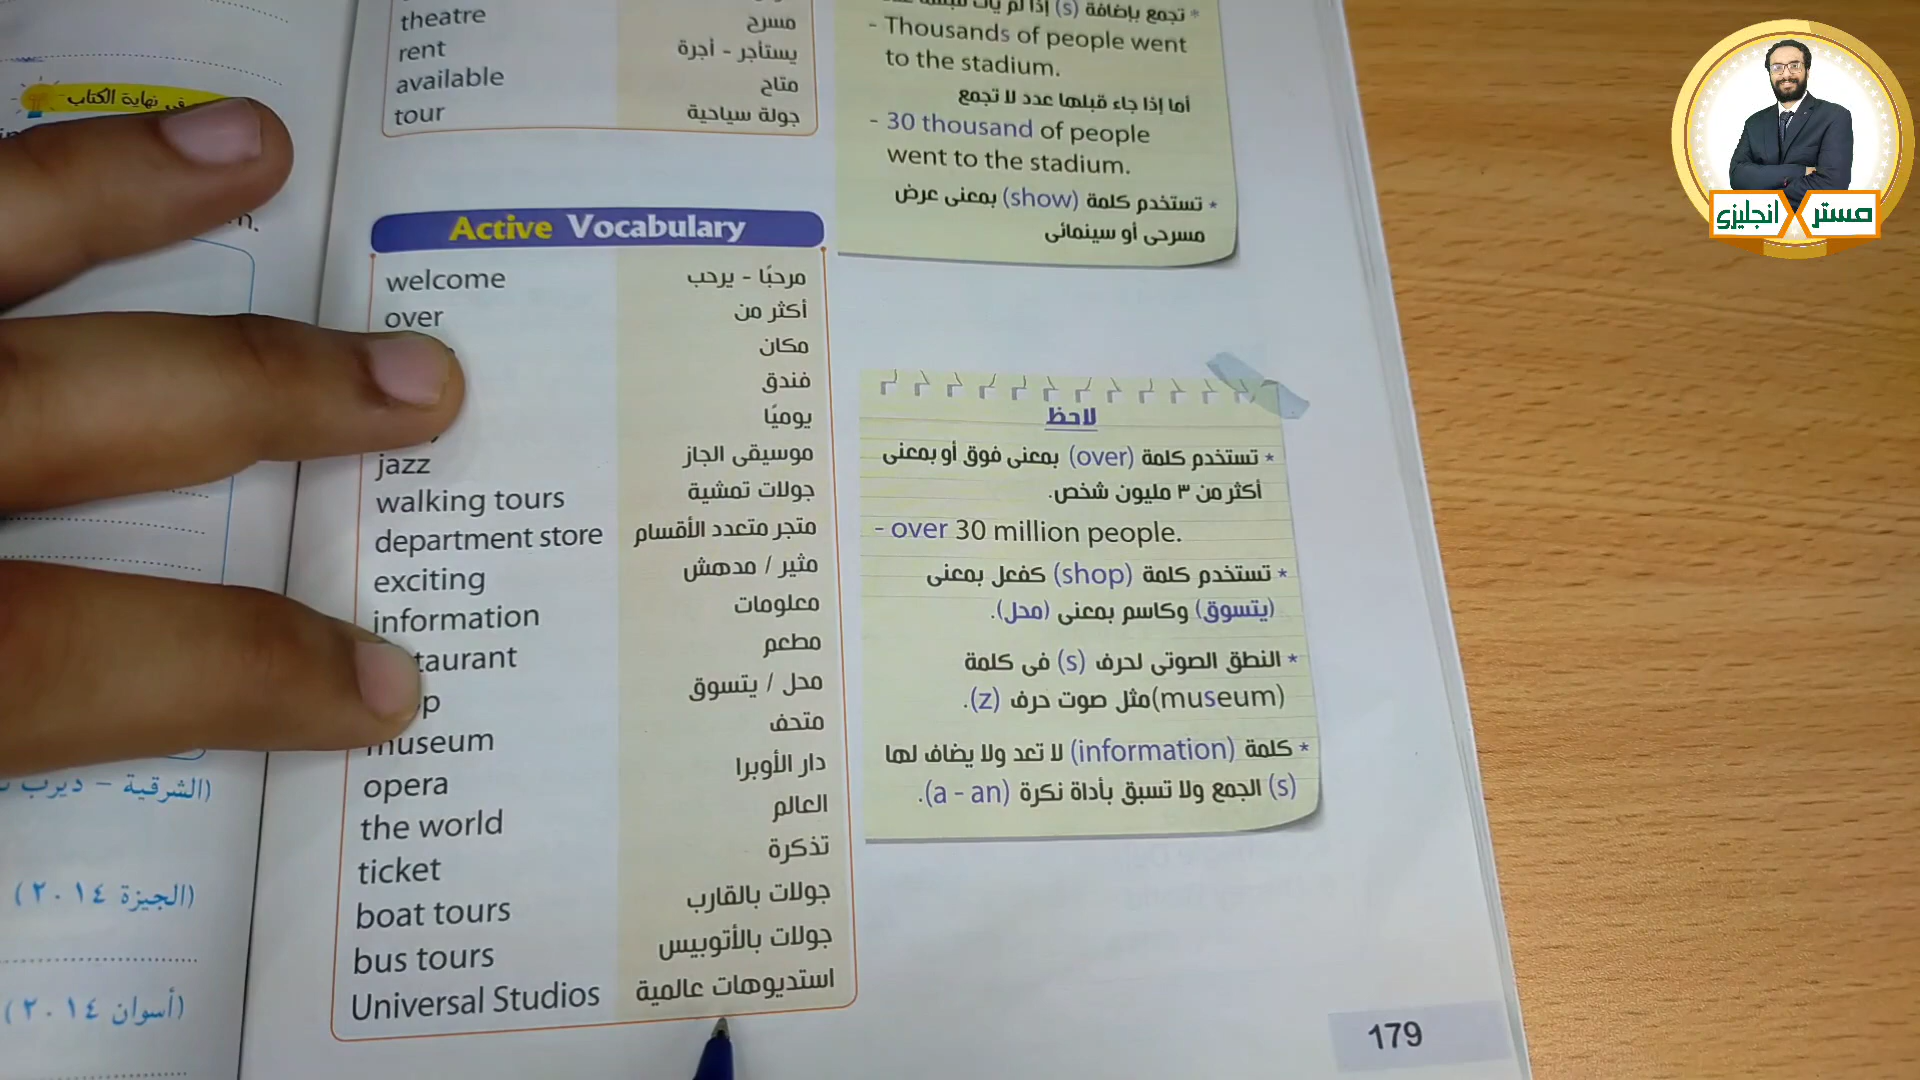 theatre مسرح
rent يستأجر - أجرة
available متاح
tour جولة سياحية
Active Vocabulary
welcome مرحبًا - يرحب
over أكثر من
مكان
فندق
يوميًا
jazz موسيقى الجاز
walking tours جولات تمشية
department store متجر متعدد الأقسام
exciting مثير / مدهش
information معلومات
taurant مطعم
p محل / يتسوق
museum متحف
opera دار الأوبرا
the world العالم
ticket تذكرة
boat tours جولات بالقارب
bus tours جولات بالأتوبيس
Universal Studios استديوهات عالمية
* تجمع بإضافة (s) إذا لم يأت
- Thousands of people went
to the stadium.
أما إذا جاء قبلها عدد لا تجمع
- 30 thousand of people
went to the stadium.
* تستخدم كلمة (show) بمعنى عرض
مسرحى أو سينمائى
لاحظ
* تستخدم كلمة (over) بمعنى فوق أو بمعنى
أكثر من ٣ مليون شخص.
- over 30 million people.
* تستخدم كلمة (shop) كفعل بمعنى
(يتسوق) وكاسم بمعنى (محل).
* النطق الصوتى لحرف (s) فى كلمة
(museum) مثل صوت حرف (z).
* كلمة (information) لا تعد ولا يضاف لها
(s) الجمع ولا تسبق بأداة نكرة (a - an).
179
نهاية الكتاب
n.
(الشرقية - ديرب
(الجيزة ٢٠١٤)
(أسوان ٢٠١٤)
مستر X انجليزى